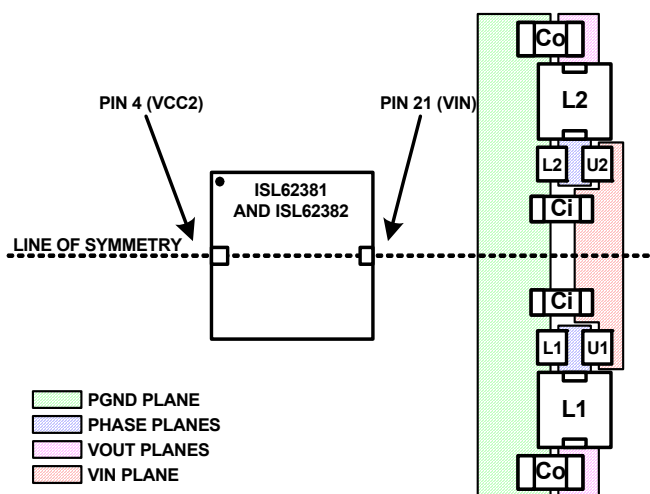 Co
L2
PIN 4 (VCC2)
PIN 21 (VIN)
L2
U2
ISL62381
AND ISL62382
Ci
LINE OF SYMMETRY
Ci
L1
U1
L1
PGND PLANE
PHASE PLANES
VOUT PLANES
VIN PLANE
Co